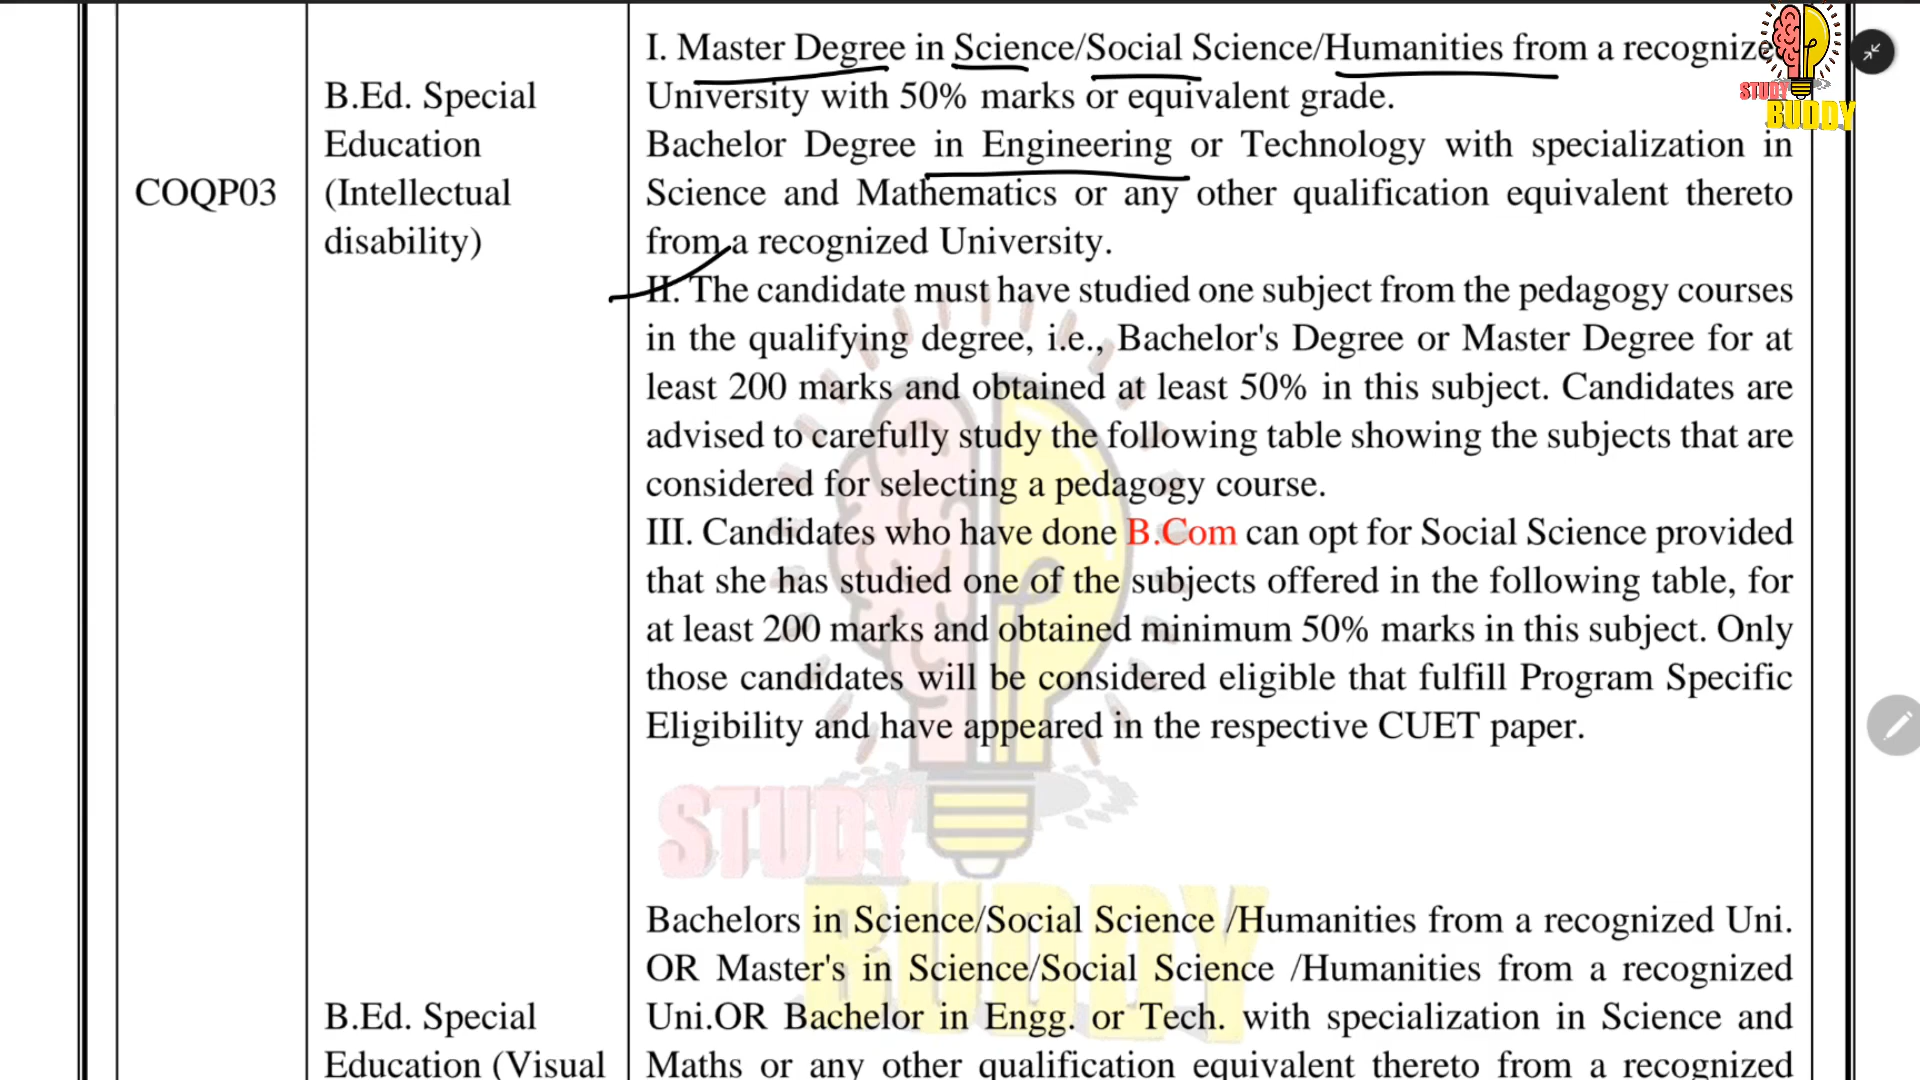 I. Master Degree in Science/Social Science/Humanities from a recognize
B.Ed. Special
Education
(Intellectual
disability)
COQP03
University with 50% marks or equivalent grade.
Bachelor Degree in Engineering or Technology with specialization in
Science and Mathematics or any other qualification equivalent thereto
from a recognized University.
II. The candidate must have studied one subject from the pedagogy courses
in the qualifying degree, i.e., Bachelor's Degree or Master Degree for at
least 200 marks and obtained at least 50% in this subject. Candidates are
advised to carefully study the following table showing the subjects that are
considered for selecting a pedagogy course.
III. Candidates who have done B.Com can opt for Social Science provided
that she has studied one of the subjects offered in the following table, for
at least 200 marks and obtained minimum 50% marks in this subject. Only
those candidates will be considered eligible that fulfill Program Specific
Eligibility and have appeared in the respective CUET paper.
STUDY
BUDDY
Bachelors in Science/Social Science /Humanities from a recognized Uni.
OR Master's in Science/Social Science /Humanities from a recognized
Uni.OR Bachelor in Engg. or Tech. with specialization in Science and
Maths or any other qualification equivalent thereto from a recognized
B.Ed. Special
Education (Visual
STUDY
BUDDY